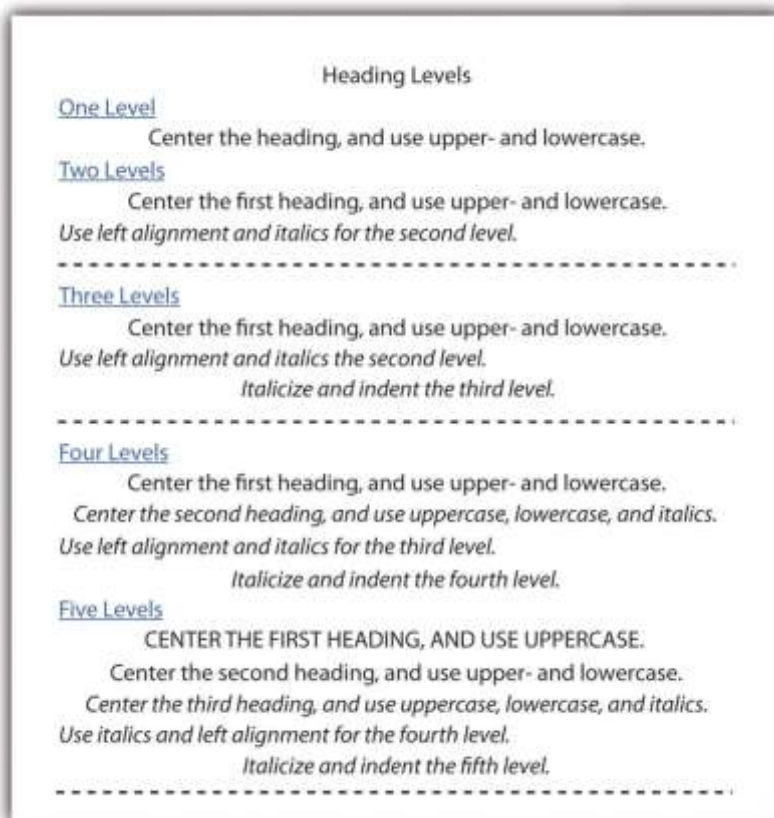 Heading Levels
One Level
Center the heading, and use upper- and lowercase.
Two Levels
Center the first heading, and use upper- and lowercase.
Use left alignment and italics for the second level.
Three Levels
Center the first heading, and use upper- and lowercase.
Use left alignment and italics the second level.
Italicize and indent the third level.
Four Levels
Center the first heading, and use upper- and lowercase.
Center the second heading, and use uppercase, lowercase, and italics.
Use left alignment and italics for the third level.
Italicize and indent the fourth level.
Five Levels
CENTER THE FIRST HEADING, AND USE UPPERCASE.
Center the second heading, and use upper- and lowercase.
Center the third heading, and use uppercase, lowercase, and italics.
Use italics and left alignment for the fourth level.
Italicize and indent the fifth level.